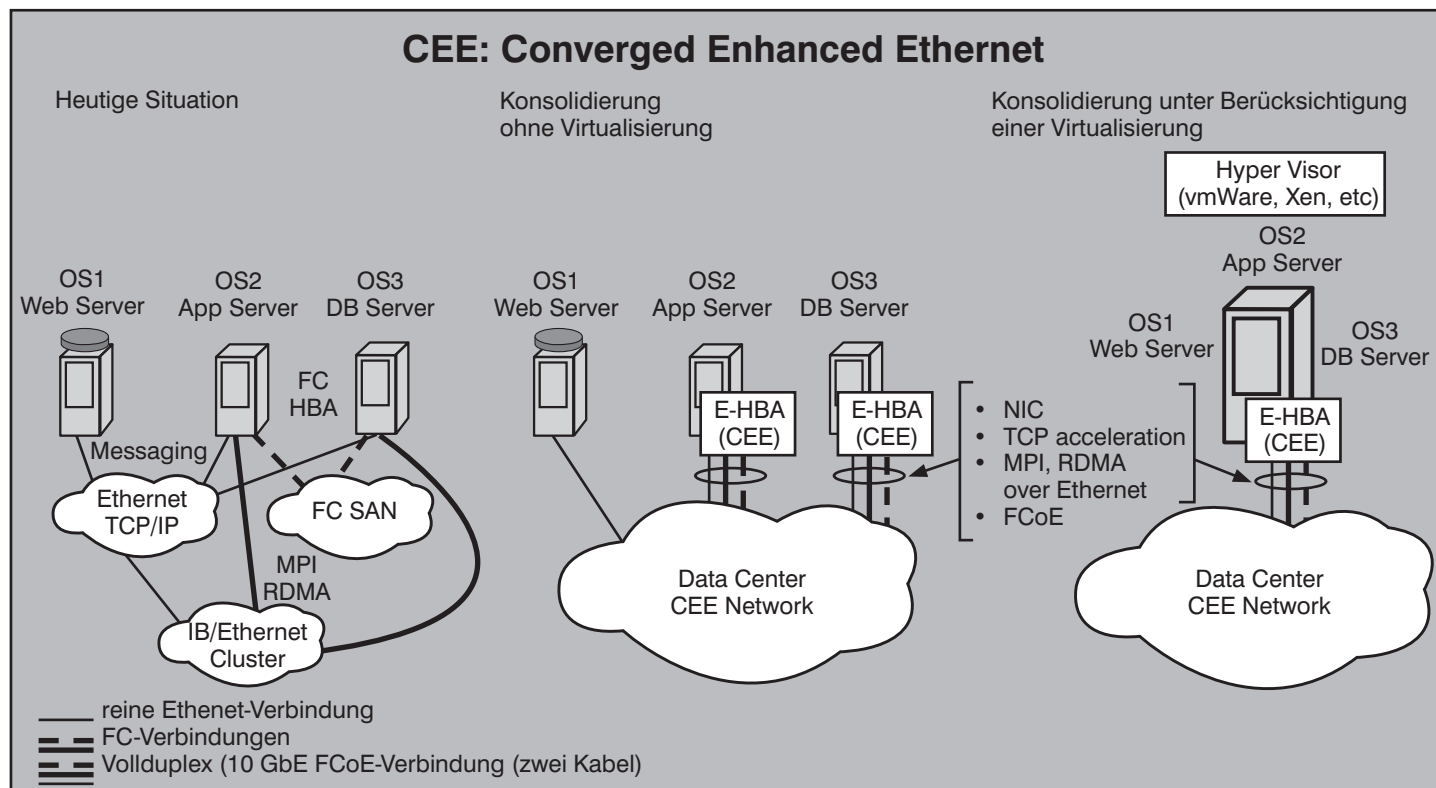 CEE: Converged Enhanced Ethernet
Heutige Situation
OS1
Web Server
OS2
App Server
OS3
DB Server
FC
HBA
Messaging
Ethernet
TCP/IP
FC SAN
MPI
RDMA
IB/Ethernet
Cluster
Konsolidierung
ohne Virtualisierung
OS1
Web Server
OS2
App Server
OS3
DB Server
E-HBA
(CEE)
E-HBA
(CEE)
Data Center
CEE Network
• NIC
• TCP acceleration
• MPI, RDMA
over Ethernet
• FCoE
Konsolidierung unter Berücksichtigung
einer Virtualisierung
Hyper Visor
(vmWare, Xen, etc)
OS2
App Server
OS1
Web Server
OS3
DB Server
E-HBA
(CEE)
Data Center
CEE Network
reine Ethenet-Verbindung
FC-Verbindungen
Vollduplex (10 GbE FCoE-Verbindung (zwei Kabel)